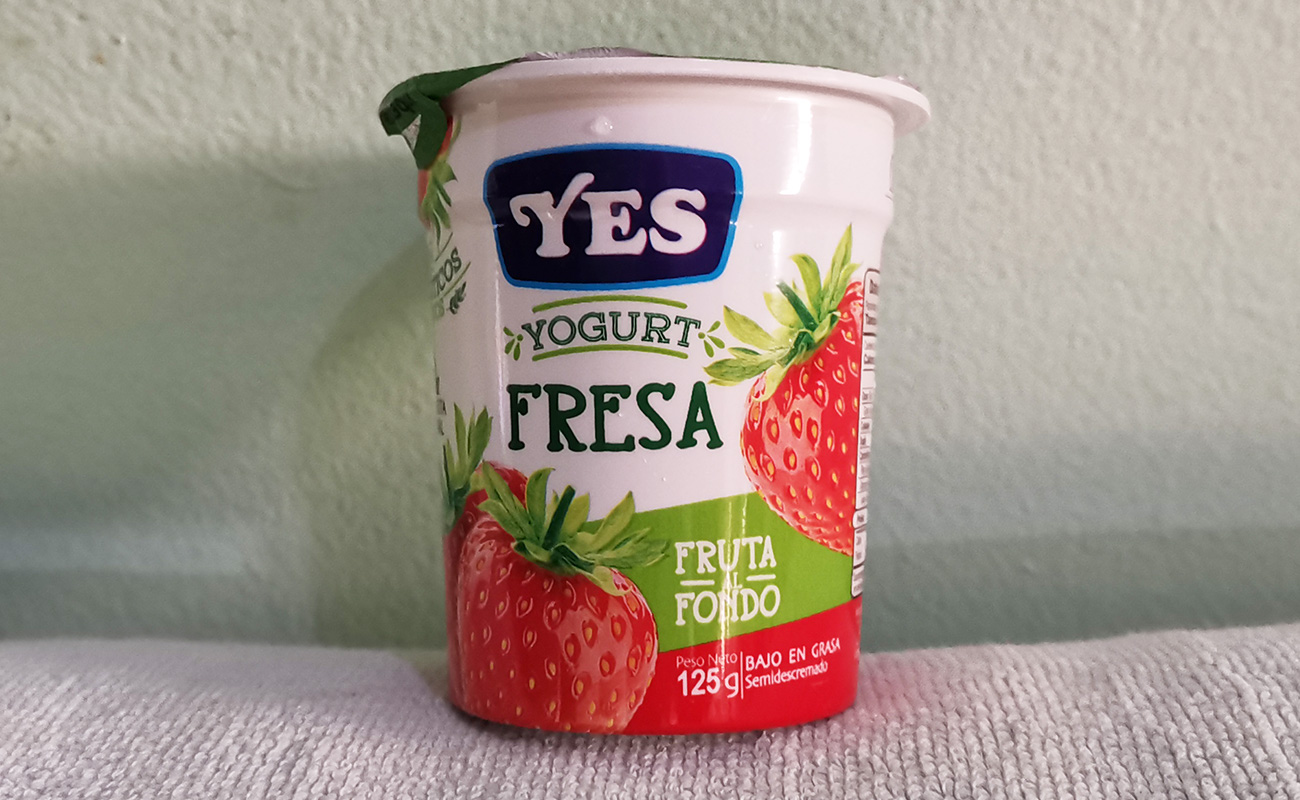 YES
YOGURT
FRESA
FRUTA
AL
FONDO
Peso Neto
125 g
BAJO EN GRASA
Semidescremado